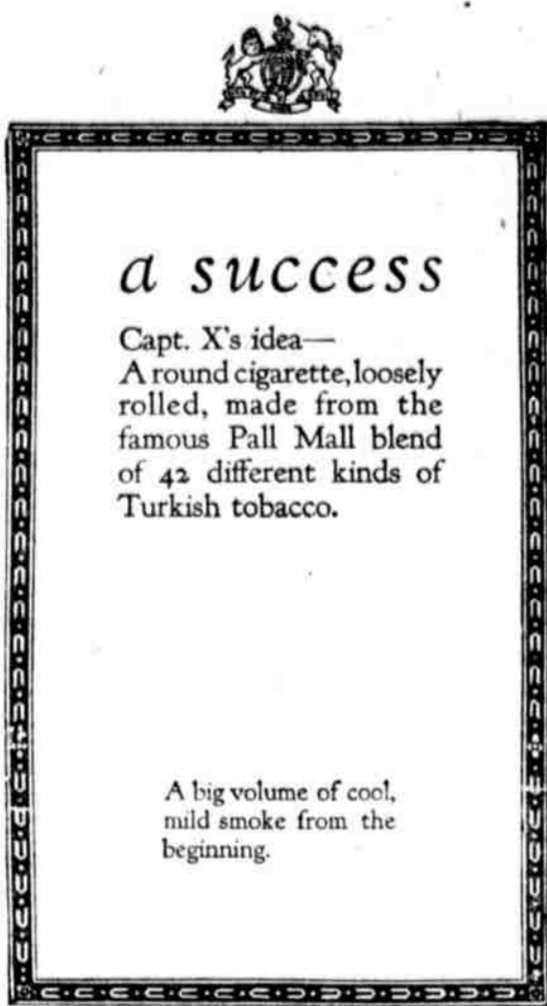 a success
Capt. X's idea—
A round cigarette, loosely
rolled, made from the
famous Pall Mall blend
of 42 different kinds of
Turkish tobacco.
A big volume of cool,
mild smoke from the
beginning.